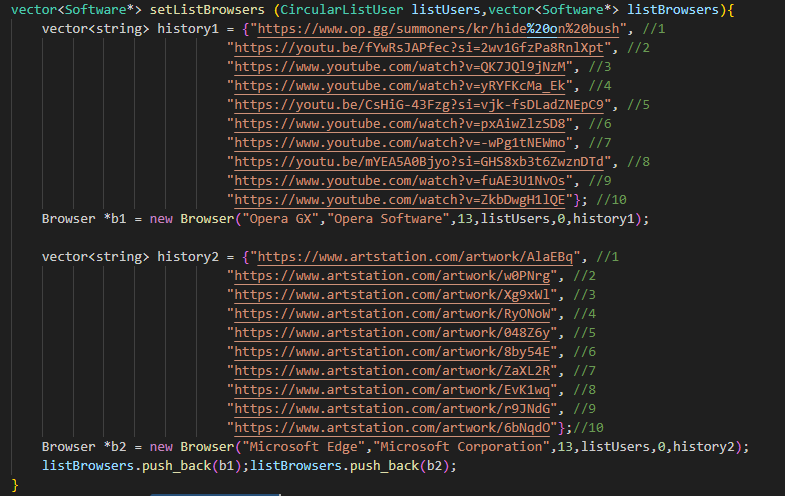 vector<Software*> setListBrowsers (CircularListUser listUsers,vector<Software*> listBrowsers){
vector<string> history1 = {"https://www.op.gg/summoners/kr/hide%20on%20bush", //1
"https://youtu.be/fYwRsJAPfec?si=2wv1GfzPa8RnlXpt", //2
"https://www.youtube.com/watch?v=QK7JQl9jNzM", //3
"https://www.youtube.com/watch?v=yRYFKcMa_Ek", //4
"https://youtu.be/CsHiG-43Fzg?si=vjk-fsDLadZNEpC9", //5
"https://www.youtube.com/watch?v=pxAiwZlzSD8", //6
"https://www.youtube.com/watch?v=-wPg1tNEWmo", //7
"https://youtu.be/mYEA5A0Bjyo?si=GHS8xb3t6ZwznDTd", //8
"https://www.youtube.com/watch?v=fuAE3U1NvOs", //9
"https://www.youtube.com/watch?v=ZkbDwgH1lQE"}; //10
Browser *b1 = new Browser("Opera GX","Opera Software",13,listUsers,0,history1);
vector<string> history2 = {"https://www.artstation.com/artwork/AlaEBq", //1
"https://www.artstation.com/artwork/w0PNrg", //2
"https://www.artstation.com/artwork/Xg9xWl", //3
"https://www.artstation.com/artwork/RyONoW", //4
"https://www.artstation.com/artwork/048Z6y", //5
"https://www.artstation.com/artwork/8by54E", //6
"https://www.artstation.com/artwork/ZaXL2R", //7
"https://www.artstation.com/artwork/EvK1wq", //8
"https://www.artstation.com/artwork/r9JNdG", //9
"https://www.artstation.com/artwork/6bNqdO"};//10
Browser *b2 = new Browser("Microsoft Edge","Microsoft Corporation",13,listUsers,0,history2);
listBrowsers.push_back(b1);listBrowsers.push_back(b2);
}